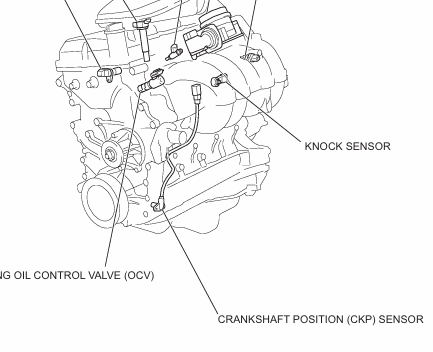 KNOCK SENSOR
NG OIL CONTROL VALVE (OCV)
CRANKSHAFT POSITION (CKP) SENSOR